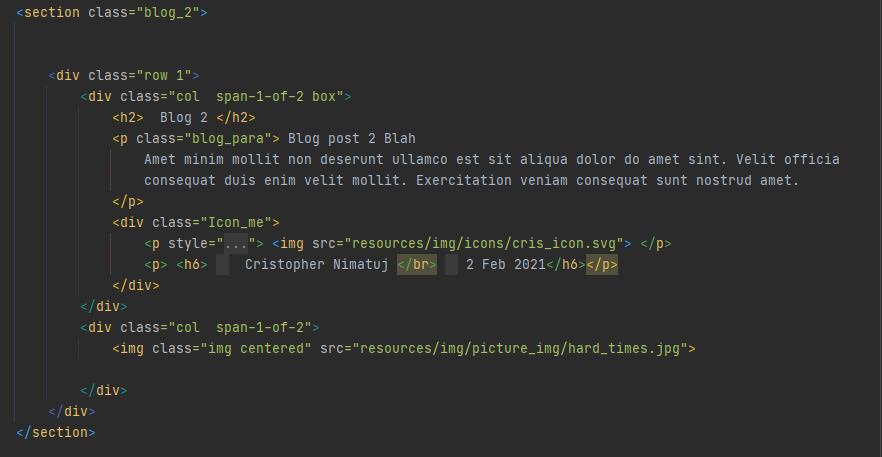 <section class="blog_2">
<div class="row 1">
<div class="col  span-1-of-2 box">
<h2>  Blog 2 </h2>
<p class="blog_para"> Blog post 2 Blah
Amet minim mollit non deserunt ullamco est sit aliqua dolor do amet sint. Velit officia
consequat duis enim velit mollit. Exercitation veniam consequat sunt nostrud amet.
</p>
<div class="Icon_me">
<p style="..."> <img src="resources/img/icons/cris_icon.svg"> </p>
<p> <h6>     Cristopher Nimatuj </br>    2 Feb 2021</h6></p>
</div>
</div>
<div class="col  span-1-of-2">
<img class="img centered" src="resources/img/picture_img/hard_times.jpg">
</div>
</div>
</section>